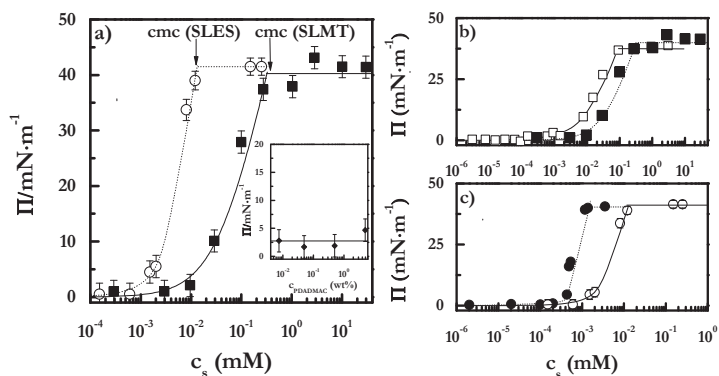 a)
cmc (SLES)
cmc (SLMT)
50
40
30
20
10
0
Π/mN·m⁻¹
10⁻⁴ 10⁻³ 10⁻² 10⁻¹ 10⁰ 10¹
cₛ (mM)
20
15
10
5
0
Π/mN·m⁻¹
10⁻² 10⁻¹ 10⁰
c_PDADMAC (wt%)
b)
50
25
0
Π (mN·m⁻¹)
10⁻⁶ 10⁻⁵ 10⁻⁴ 10⁻³ 10⁻² 10⁻¹ 10⁰ 10¹
c)
50
25
0
Π (mN·m⁻¹)
10⁻⁶ 10⁻⁵ 10⁻⁴ 10⁻³ 10⁻² 10⁻¹ 10⁰
cₛ (mM)